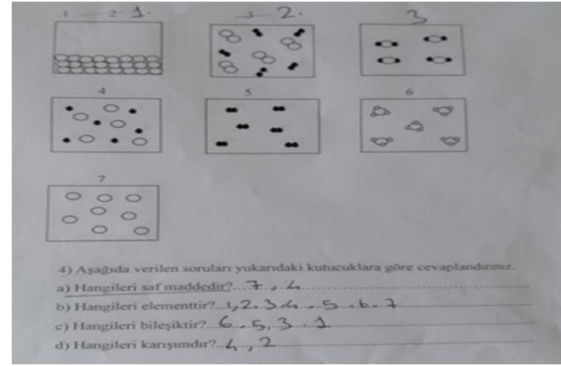 1 2 1. 3 2. 3
4 5 6
7
4) Aşağıda verilen soruları yukarıdaki kutucuklara göre cevaplandırınız.
a) Hangileri saf maddedir?...7, 4
b) Hangileri elementtir?...1, 2. 3. 4. 5. 6. 7
c) Hangileri bileşiktir? 6. 5, 3. 1
d) Hangileri karışımdır?...4, 2